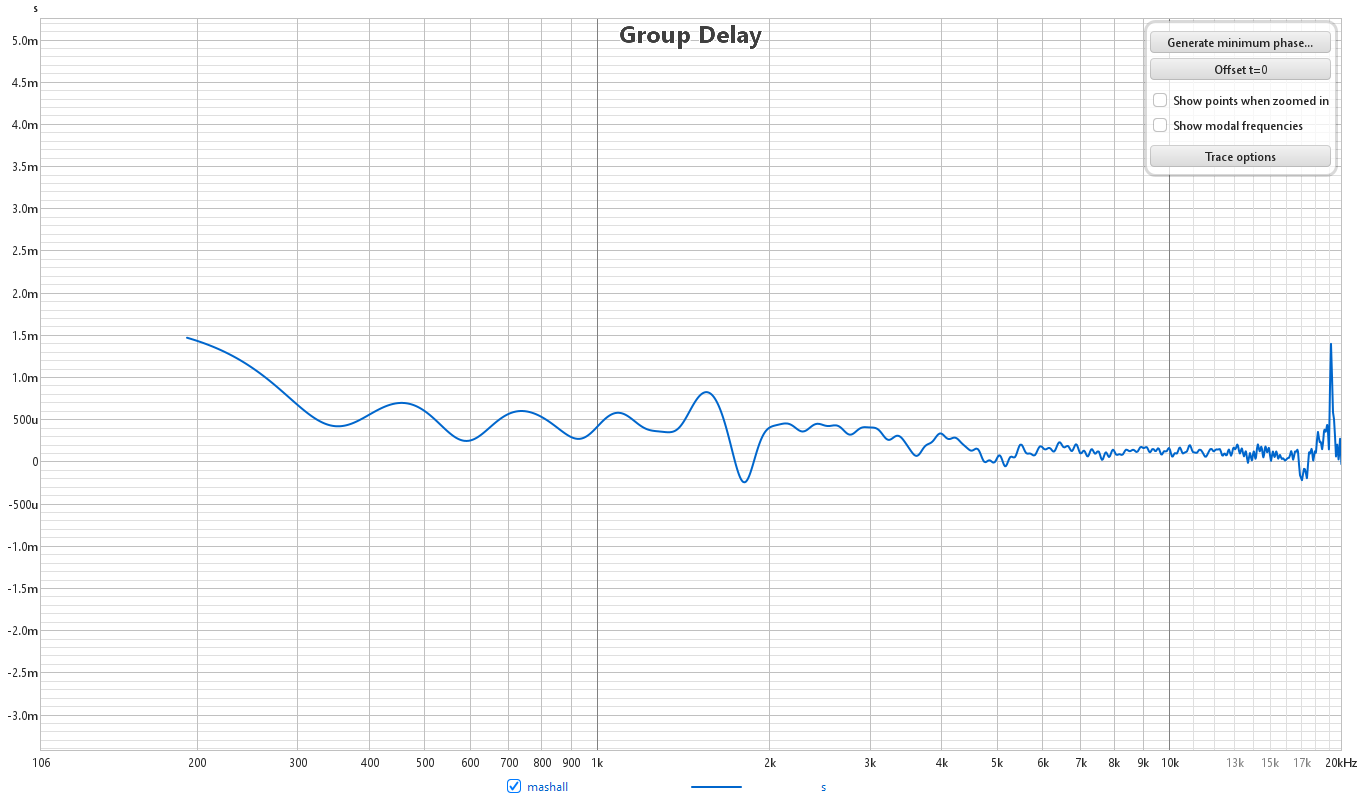 s
Group Delay
Generate minimum phase...
Offset t=0
Show points when zoomed in
Show modal frequencies
Trace options
5.0m
4.5m
4.0m
3.5m
3.0m
2.5m
2.0m
1.5m
1.0m
500u
0
-500u
-1.0m
-1.5m
-2.0m
-2.5m
-3.0m
106 200 300 400 500 600 700 800 900 1k 2k 3k 4k 5k 6k 7k 8k 9k 10k 13k 15k 17k 20kHz
mashall s